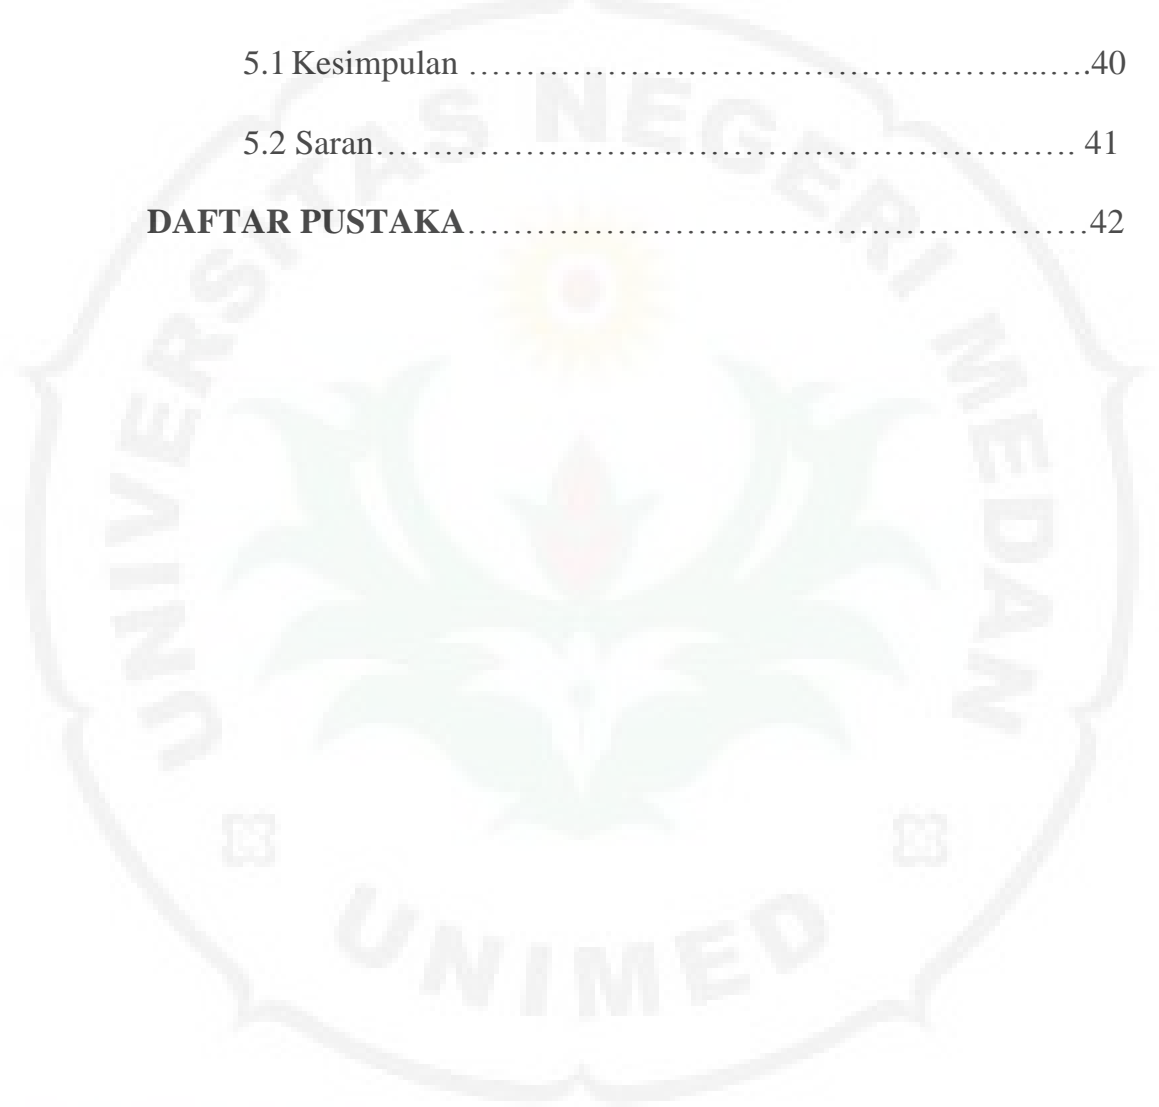 5.1 Kesimpulan ……………………………………………...….40
5.2 Saran……………………………………………………. 41
DAFTAR PUSTAKA………………………………………………42
UNIVERSITAS NEGERI MEDAN
UNIMED